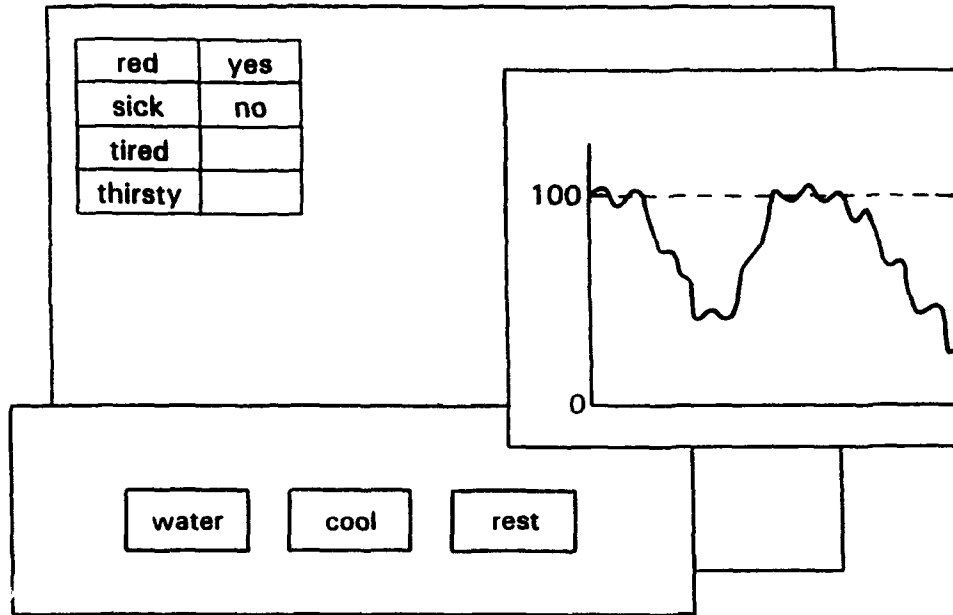 red yes
sick no
tired
thirsty
100
0
water cool rest